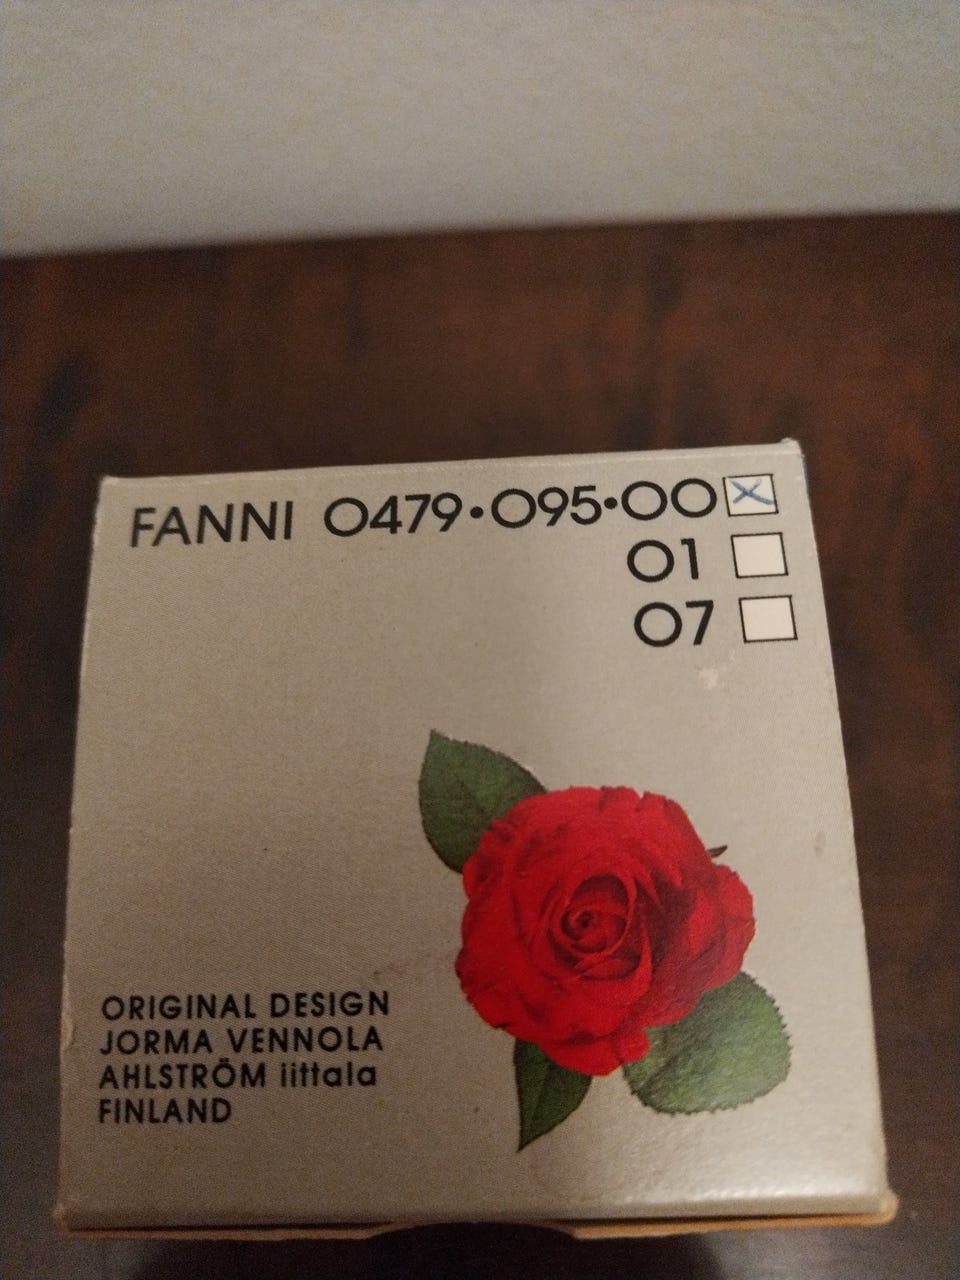 FANNI 0479•095•00
01
07
ORIGINAL DESIGN
JORMA VENNOLA
AHLSTRÖM iittala
FINLAND